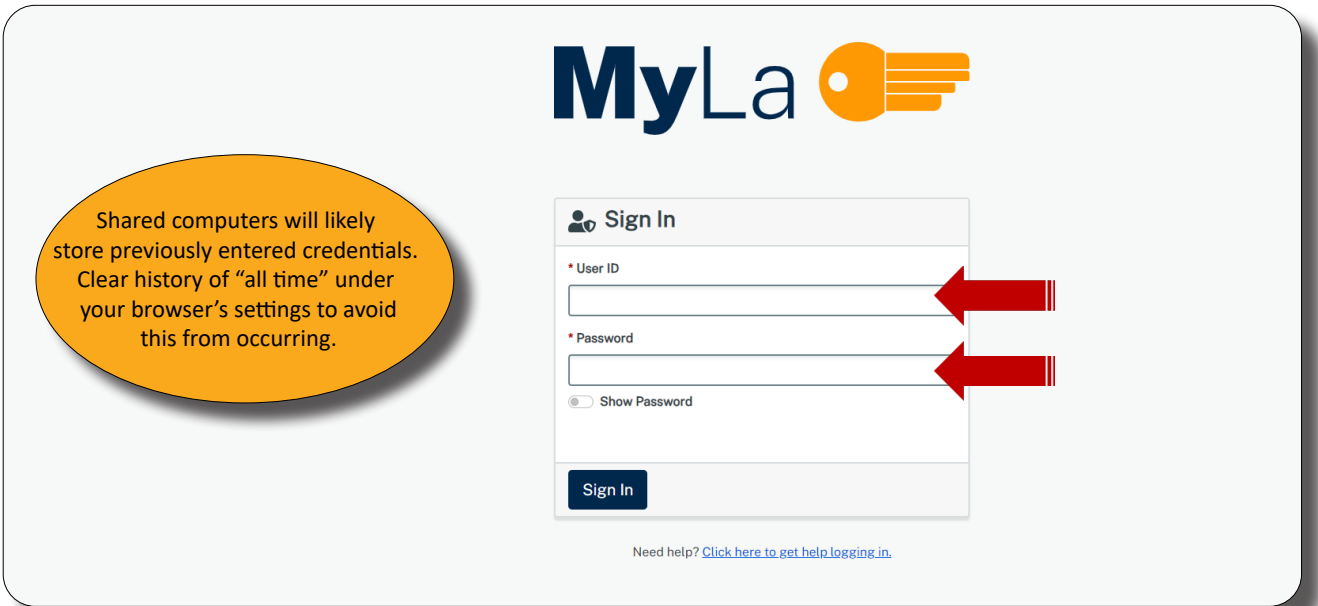 MyLa
Shared computers will likely
store previously entered credentials.
Clear history of “all time” under
your browser’s settings to avoid
this from occurring.
Sign In
* User ID
* Password
Show Password
Sign In
Need help? Click here to get help logging in.